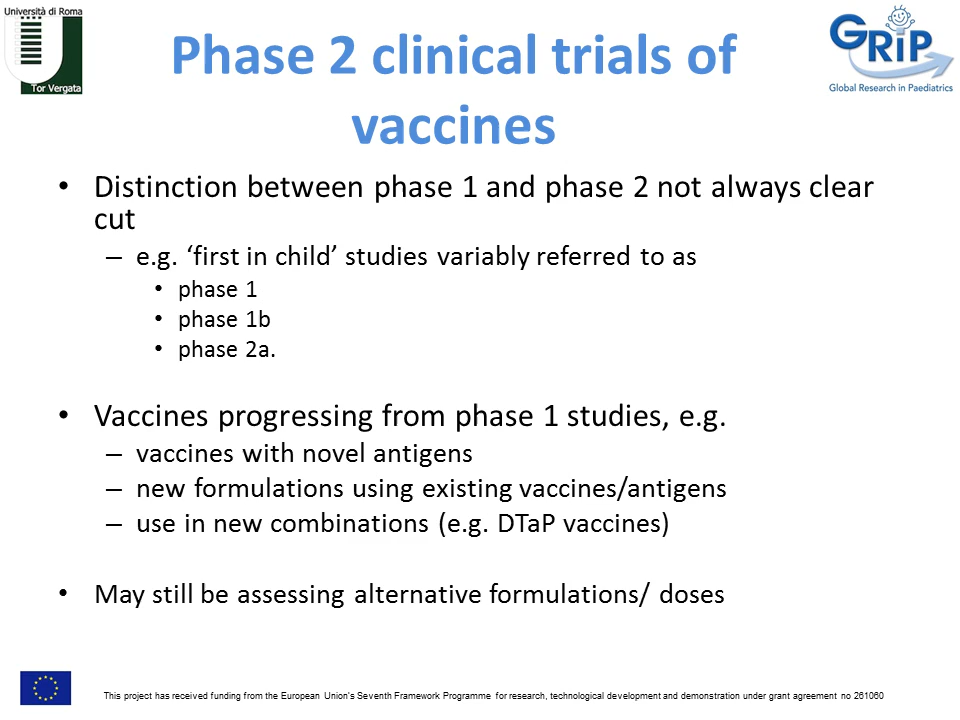 Università di Roma
Tor Vergata
GRiP
Global Research in Paediatrics
Phase 2 clinical trials of
vaccines
• Distinction between phase 1 and phase 2 not always clear
cut
– e.g. ‘first in child’ studies variably referred to as
• phase 1
• phase 1b
• phase 2a.
• Vaccines progressing from phase 1 studies, e.g.
– vaccines with novel antigens
– new formulations using existing vaccines/antigens
– use in new combinations (e.g. DTaP vaccines)
• May still be assessing alternative formulations/ doses
This project has received funding from the European Union's Seventh Framework Programme for research, technological development and demonstration under grant agreement no 261060